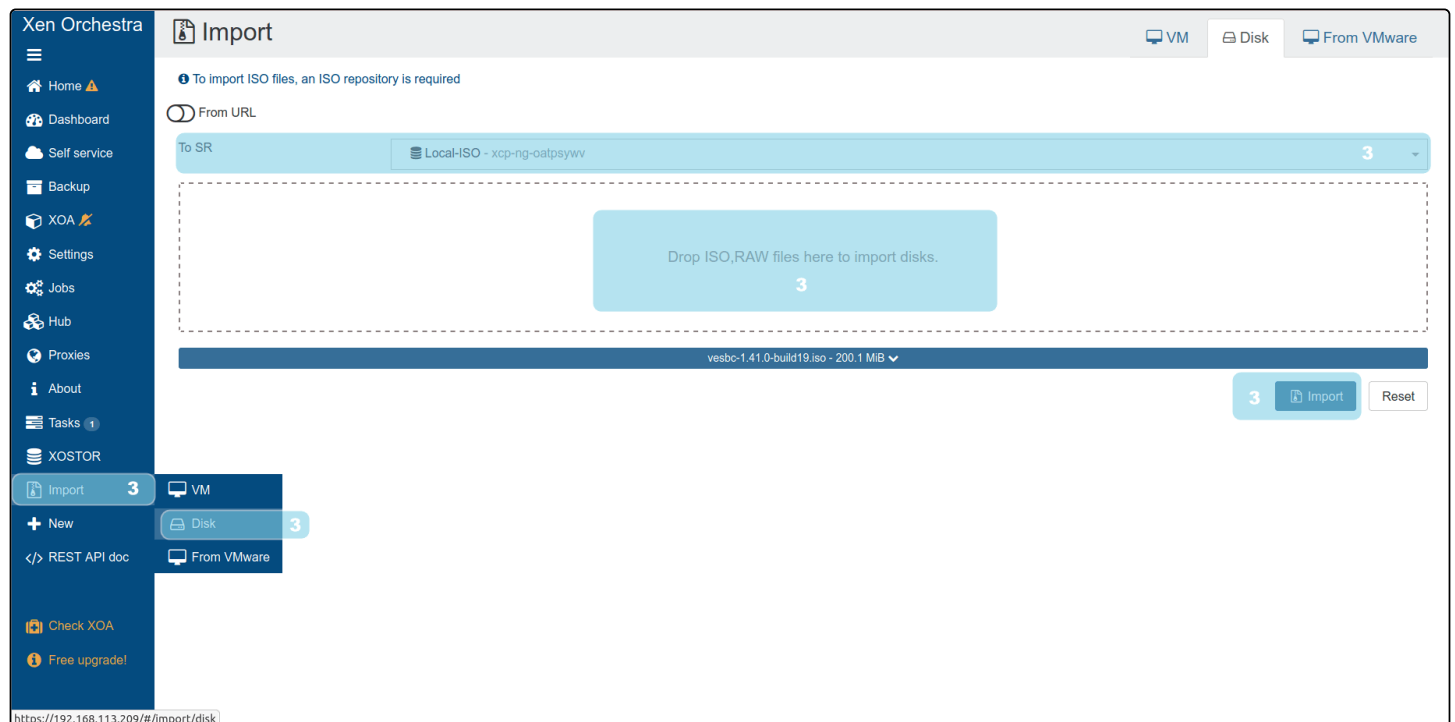 Xen Orchestra
Import
VM
Disk
From VMware
Home
Dashboard
Self service
Backup
XOA
Settings
Jobs
Hub
Proxies
About
Tasks 1
XOSTOR
Import 3
New
REST API doc
Check XOA
Free upgrade!
To import ISO files, an ISO repository is required
From URL
To SR
Local-ISO - xcp-ng-oatpsywv 3
Drop ISO,RAW files here to import disks.
3
vesbc-1.41.0-build19.iso - 200.1 MiB
3 Import Reset
VM
Disk 3
From VMware
https://192.168.113.209/#/import/disk